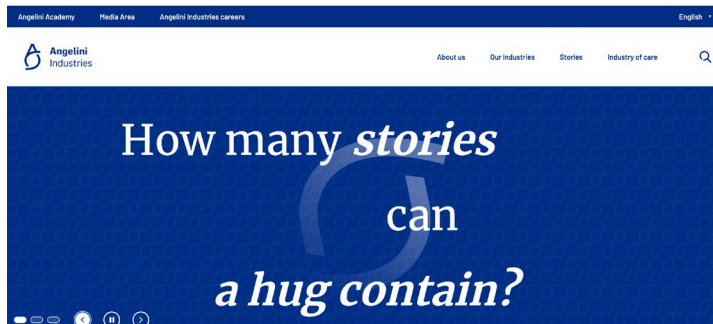 Angelini Academy Media Area Angelini Industries careers English
Angelini
Industries
About us Our industries Stories Industry of care
How many stories
can
a hug contain?